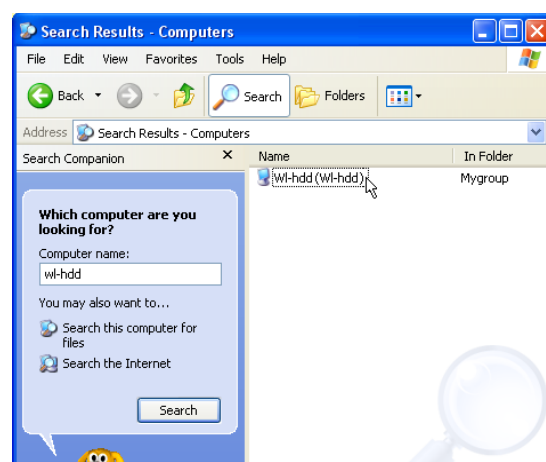 Search Results - Computers
File Edit View Favorites Tools Help
Back Search Folders
Address Search Results - Computers
Search Companion Name In Folder
Wl-hdd (Wl-hdd) Mygroup
Which computer are you
looking for?
Computer name:
wl-hdd
You may also want to...
Search this computer for
files
Search the Internet
Search